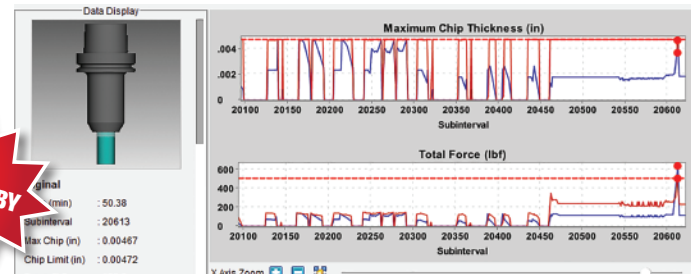 Data Display
ginal
(min) : 50.38
Subinterval : 20613
Max Chip (in) : 0.00467
Chip Limit (in) : 0.00472
BY
Maximum Chip Thickness (in)
.004
.002
0
20100 20150 20200 20250 20300 20350 20400 20450 20500 20550 20600
Subinterval
Total Force (lbf)
600
400
200
0
20100 20150 20200 20250 20300 20350 20400 20450 20500 20550 20600
Subinterval
X Axis Zoom